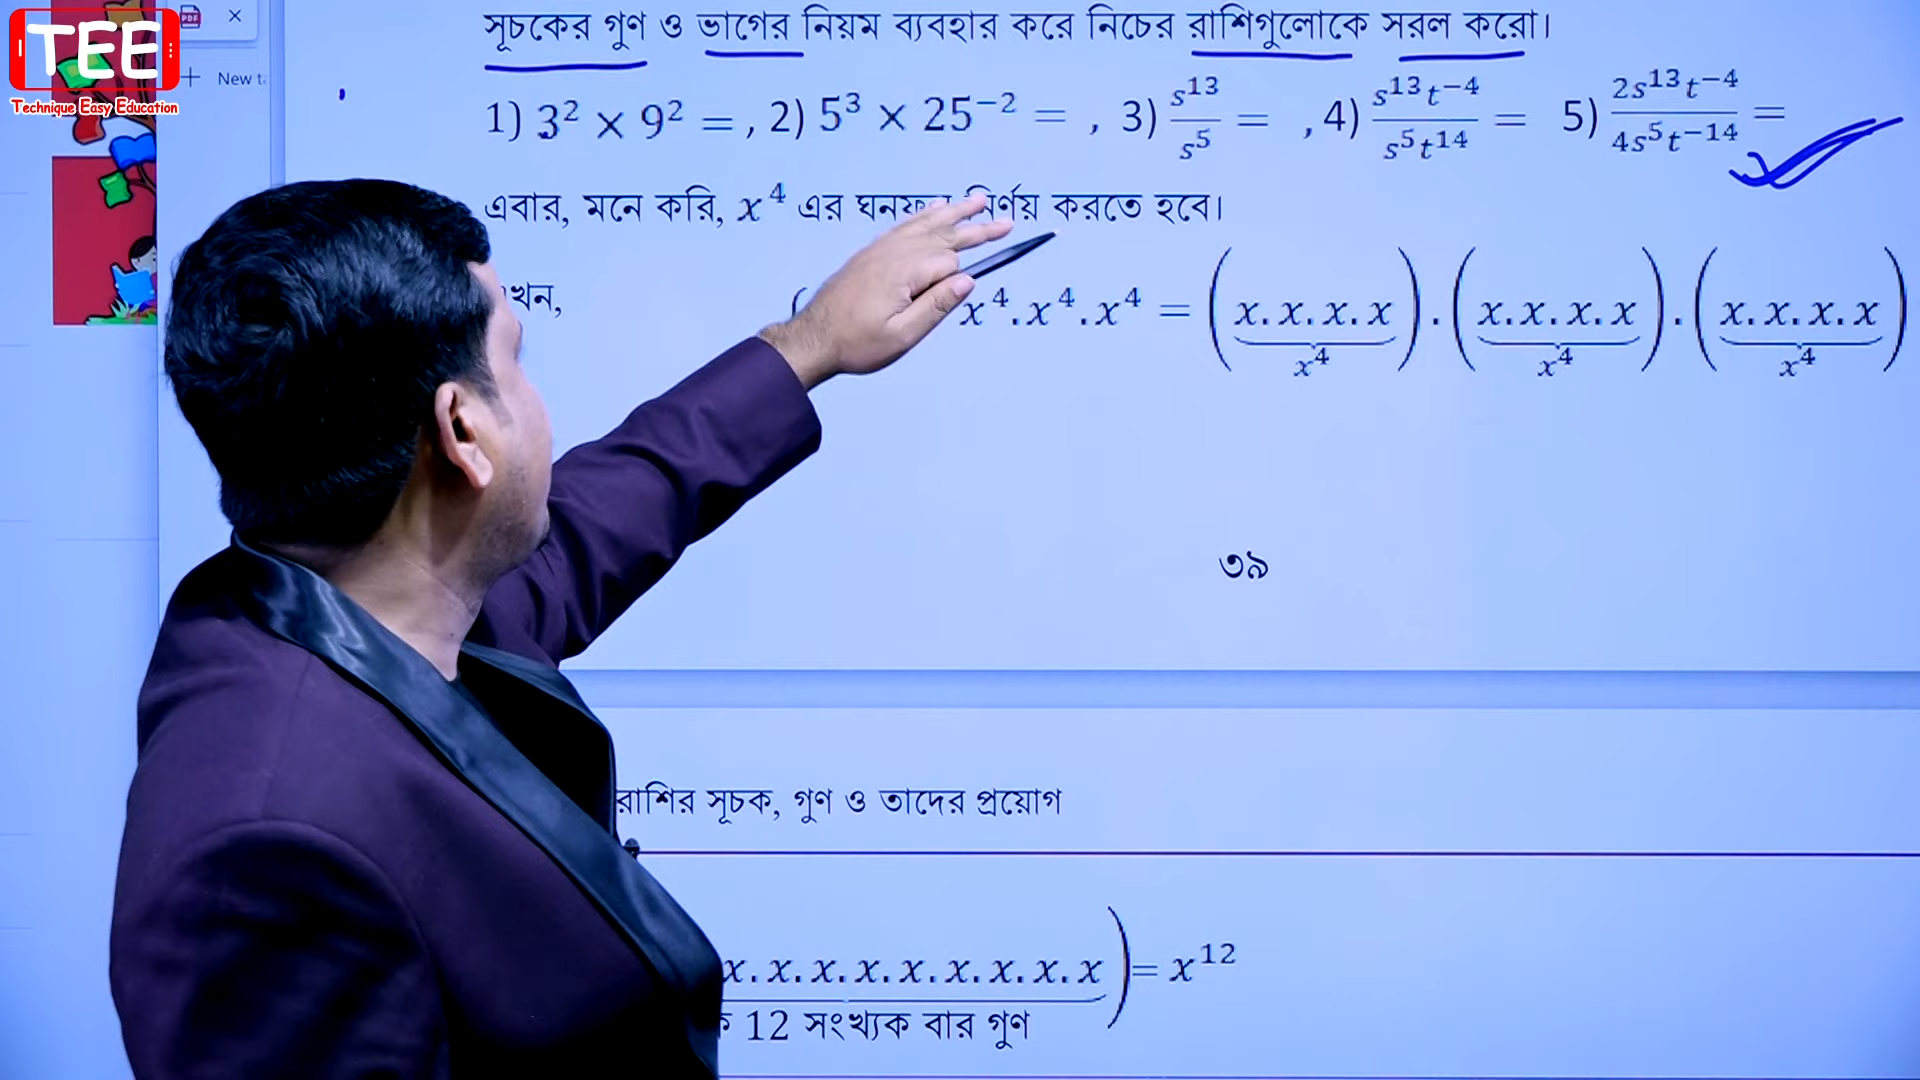 TEE
Technique Easy Education
New t
সূচকের গুণ ও ভাগের নিয়ম ব্যবহার করে নিচের রাশিগুলোকে সরল করো।
1) 3² × 9² = , 2) 5³ × 25⁻² = , 3) s¹³/s⁵ = , 4) s¹³t⁻⁴/s⁵t¹⁴ = 5) 2s¹³t⁻⁴/4s⁵t⁻¹⁴ =
এবার, মনে করি, x⁴ এর নির্ণয় করতে হবে।
x⁴.x⁴.x⁴ = (x.x.x.x).(x.x.x.x).(x.x.x.x)
x⁴ x⁴ x⁴
৩৯
রাশির সূচক, গুণ ও তাদের প্রয়োগ
x.x.x.x.x.x.x.x.x) = x¹²
12 সংখ্যক বার গুণ